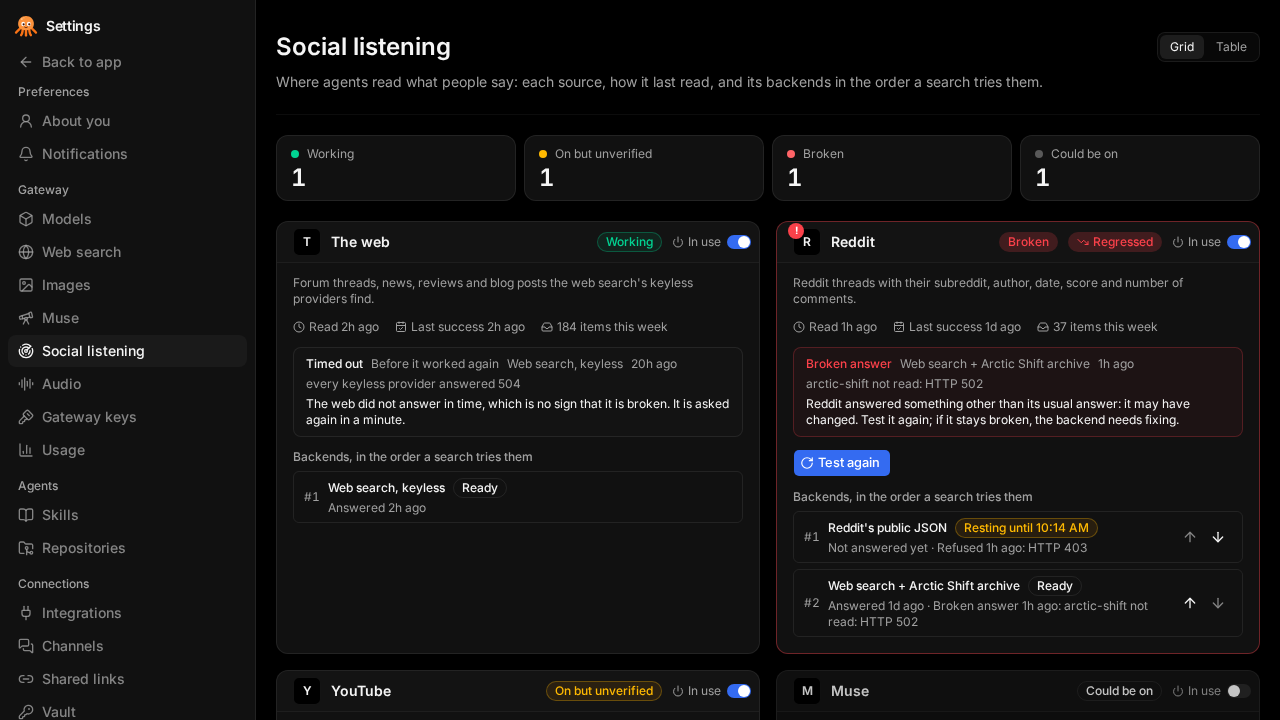 Settings
Back to app
Preferences
About you
Notifications
Gateway
Models
Web search
Images
Muse
Social listening
Audio
Gateway keys
Usage
Agents
Skills
Repositories
Connections
Integrations
Channels
Shared links
Vault
Social listening
Grid
Table
Where agents read what people say: each source, how it last read, and its backends in the order a search tries them.
Working
1
On but unverified
1
Broken
1
Could be on
1
T
The web
Working
In use
Forum threads, news, reviews and blog posts the web search's keyless
providers find.
Read 2h ago
Last success 2h ago
184 items this week
Timed out Before it worked again Web search, keyless 20h ago
every keyless provider answered 504
The web did not answer in time, which is no sign that it is broken. It is asked
again in a minute.
Backends, in the order a search tries them
#1
Web search, keyless
Ready
Answered 2h ago
!
R
Reddit
Broken
Regressed
In use
Reddit threads with their subreddit, author, date, score and number of
comments.
Read 1h ago
Last success 1d ago
37 items this week
Broken answer Web search + Arctic Shift archive 1h ago
arctic-shift not read: HTTP 502
Reddit answered something other than its usual answer: it may have
changed. Test it again; if it stays broken, the backend needs fixing.
Test again
Backends, in the order a search tries them
#1
Reddit's public JSON
Resting until 10:14 AM
Not answered yet · Refused 1h ago: HTTP 403
#2
Web search + Arctic Shift archive
Ready
Answered 1d ago · Broken answer 1h ago: arctic-shift not
read: HTTP 502
Y
YouTube
On but unverified
In use
M
Muse
Could be on
In use